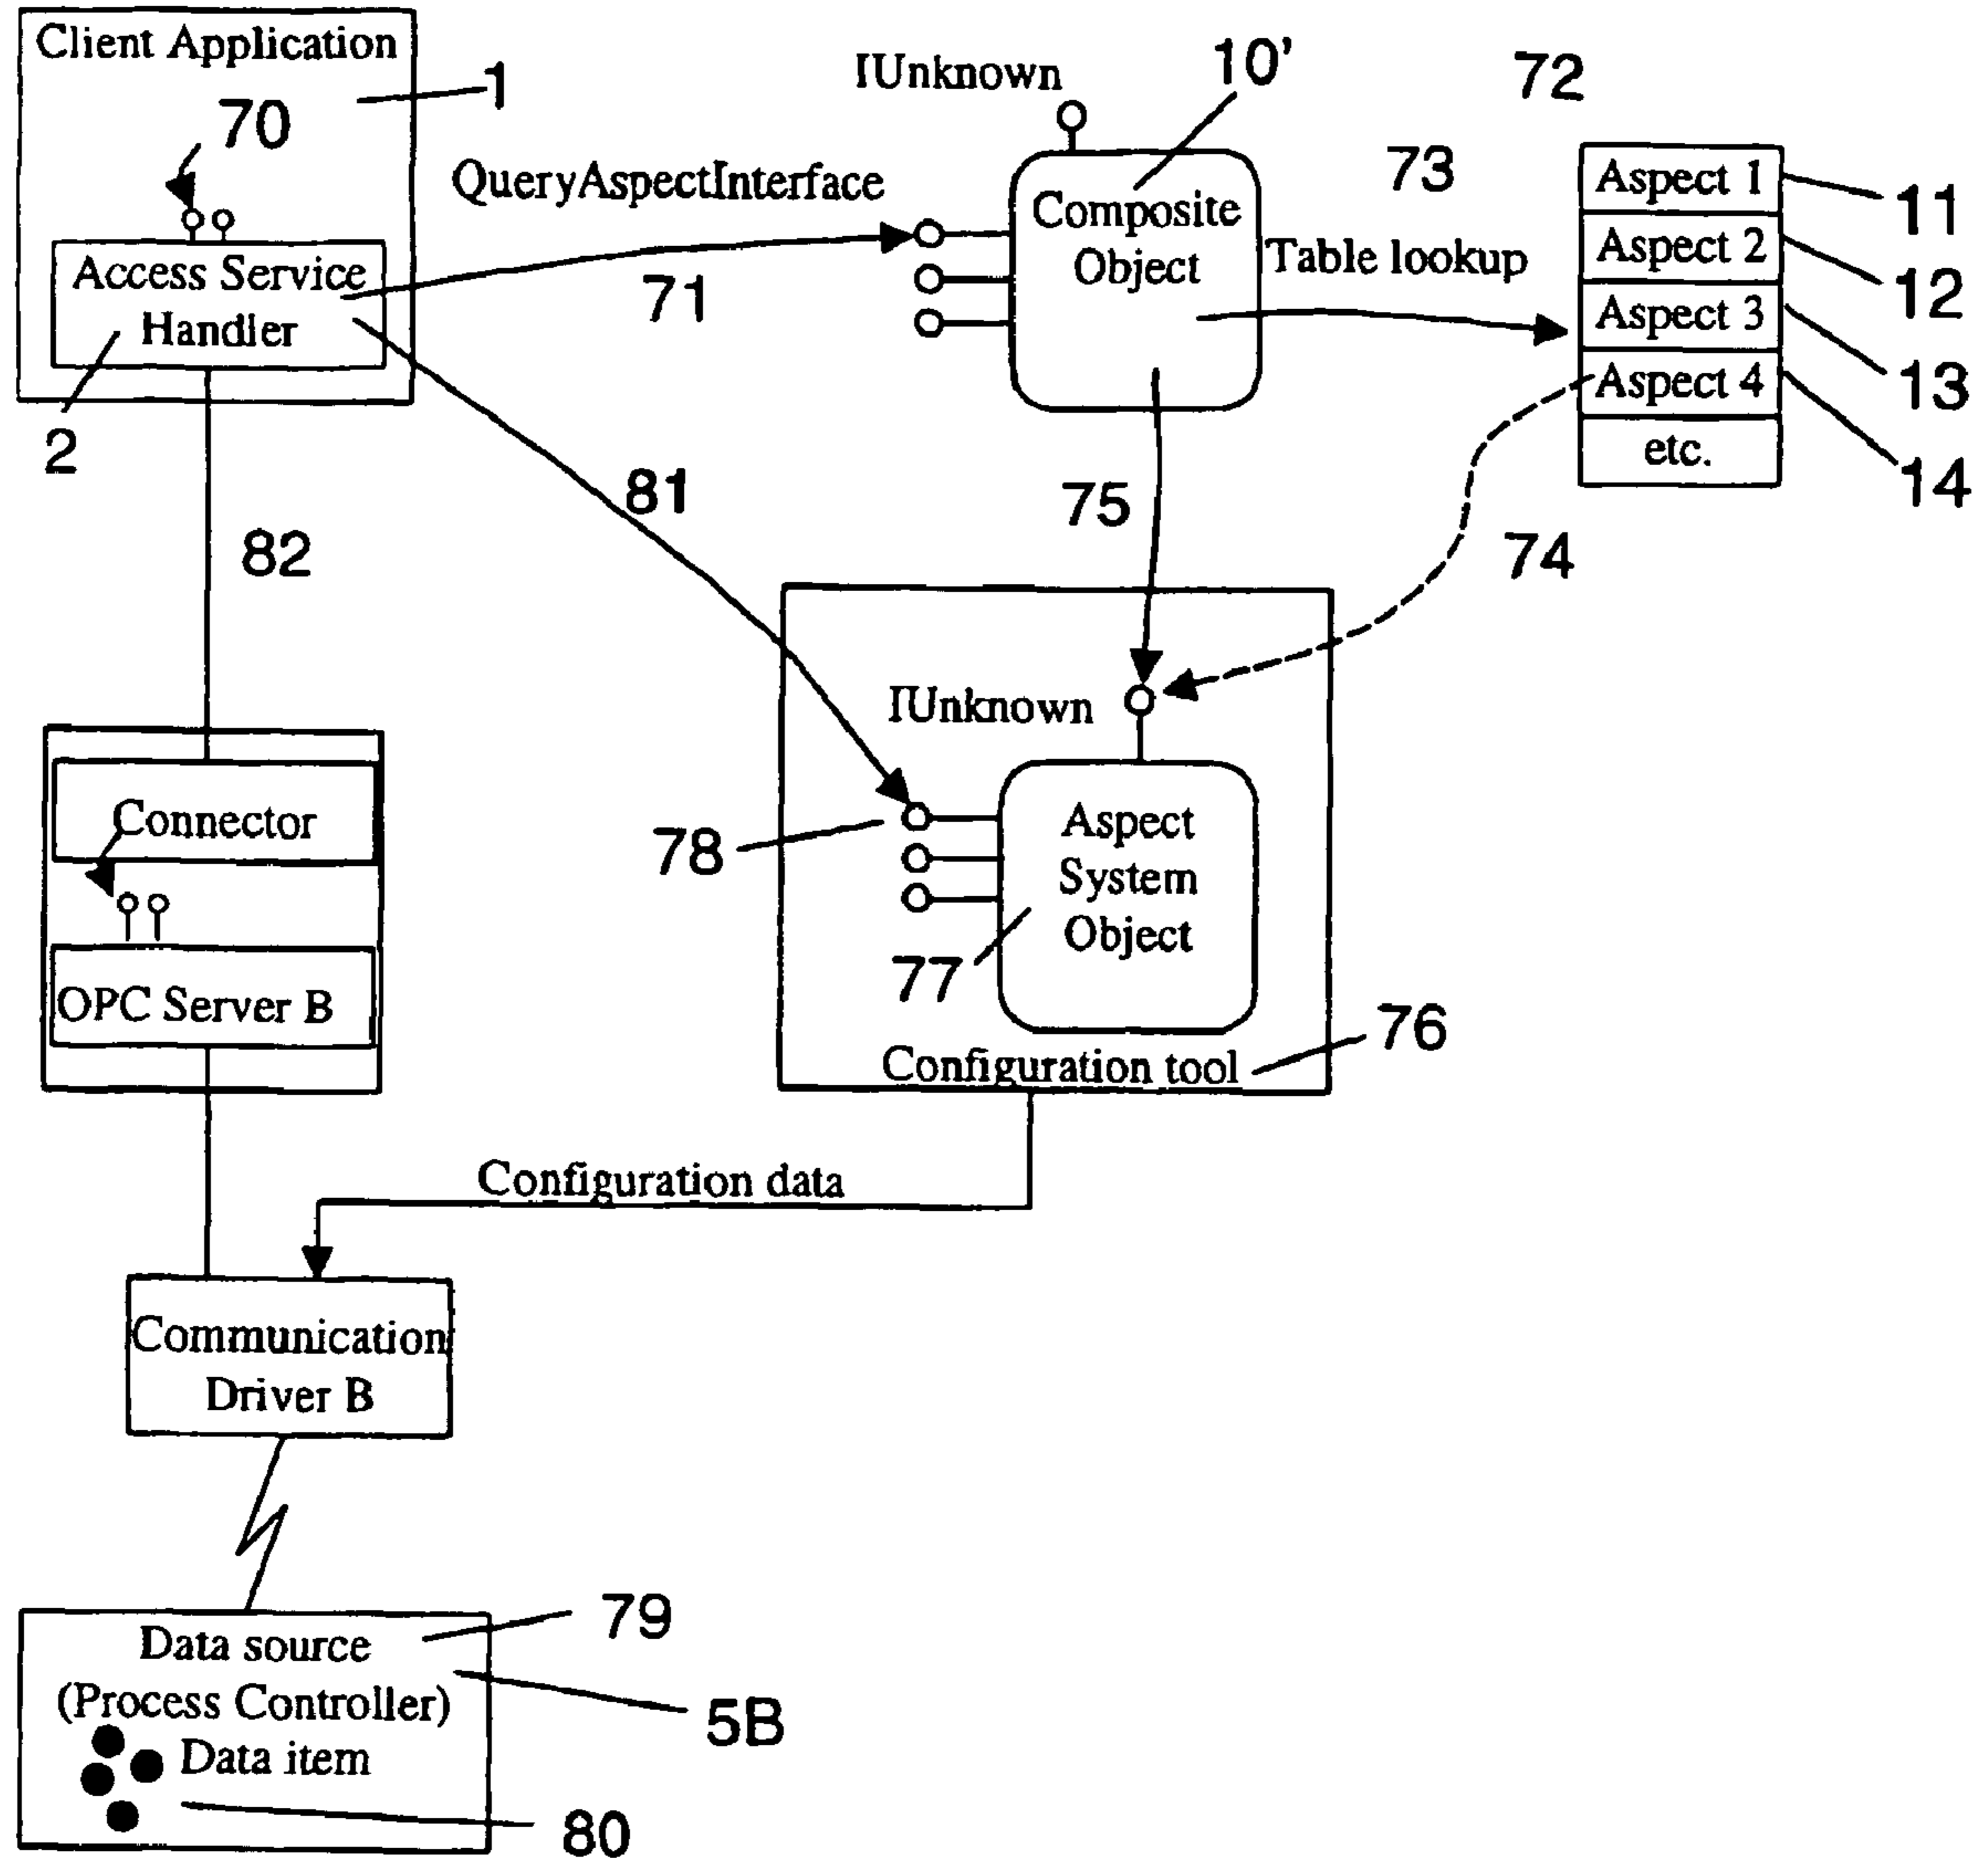 Client Application
1
70
Access Service
Handler
2
QueryAspectInterface
71
IUnknown
10'
Composite
Object
72
73
Table lookup
Aspect 1
Aspect 2
Aspect 3
Aspect 4
etc.
11
12
13
14
81
82
75
74
Connector
OPC Server B
IUnknown
78
Aspect
System
Object
77
76
Configuration tool
Configuration data
Communication
Driver B
Data source
(Process Controller)
Data item
79
5B
80